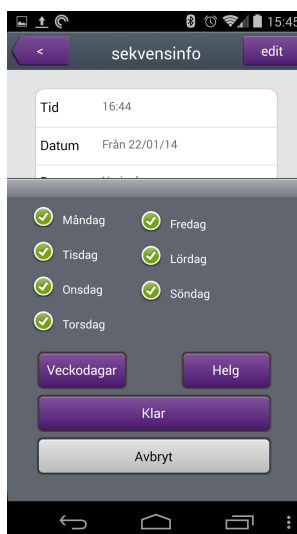 15:45
< sekvensinfo edit
Tid 16:44
Datum Från 22/01/14
Måndag Fredag
Tisdag Lördag
Onsdag Söndag
Torsdag
Veckodagar Helg
Klar
Avbryt